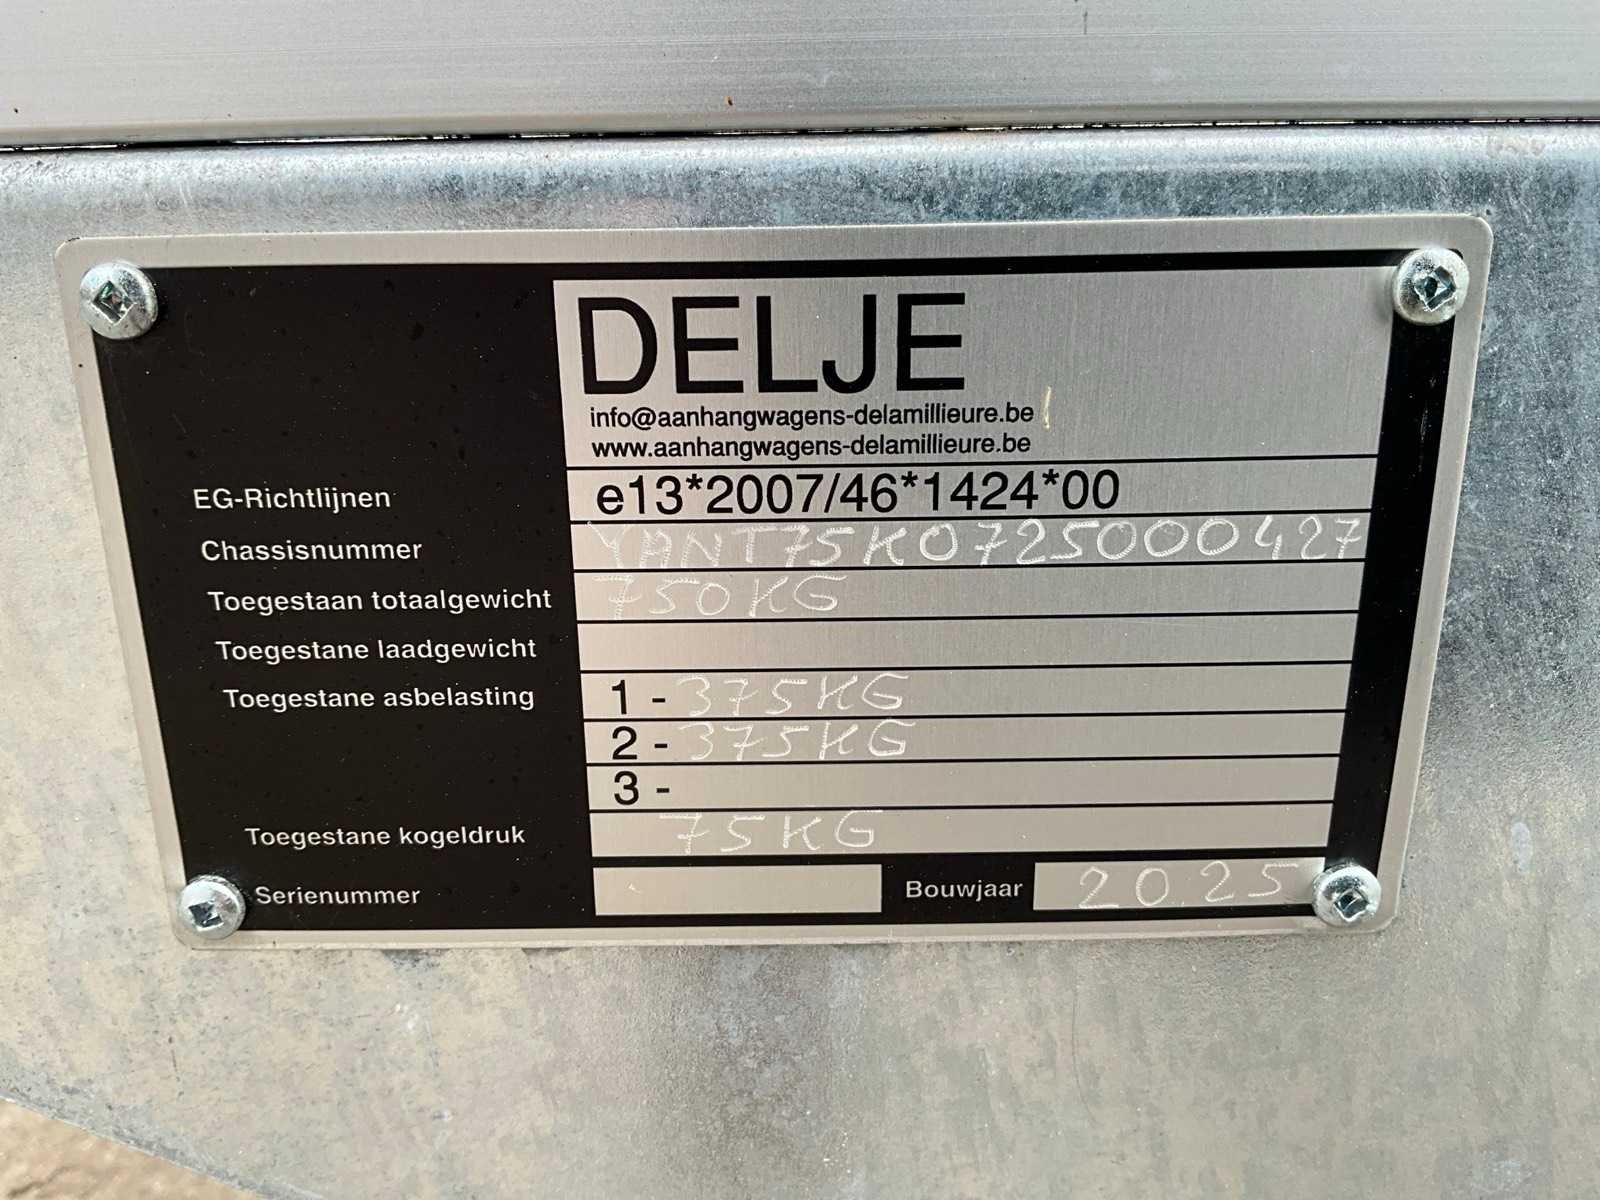 DELJE
info@aanhangwagens-delamillieure.be
www.aanhangwagens-delamillieure.be
EG-Richtlijnen e13*2007/46*1424*00
Chassisnummer YANT75K0725000427
Toegestaan totaalgewicht 750KG
Toegestane laadgewicht
Toegestane asbelasting 1 - 375KG
2 - 375KG
3 -
Toegestane kogeldruk 75KG
Serienummer Bouwjaar 2025